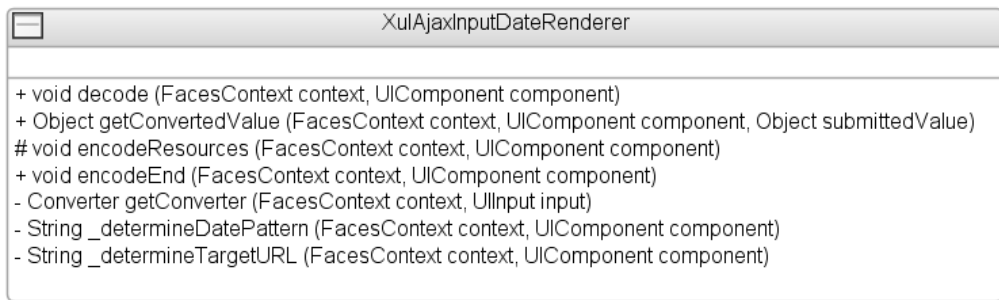 XulAjaxInputDateRenderer
+ void decode (FacesContext context, UIComponent component)
+ Object getConvertedValue (FacesContext context, UIComponent component, Object submittedValue)
# void encodeResources (FacesContext context, UIComponent component)
+ void encodeEnd (FacesContext context, UIComponent component)
- Converter getConverter (FacesContext context, UIInput input)
- String _determineDatePattern (FacesContext context, UIComponent component)
- String _determineTargetURL (FacesContext context, UIComponent component)